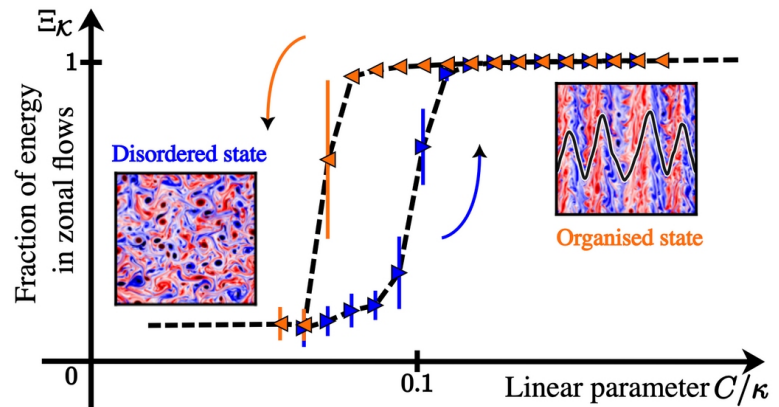 Ξκ
1
Fraction of energy
in zonal flows
Disordered state
Organised state
0
0.1
Linear parameter C/κ